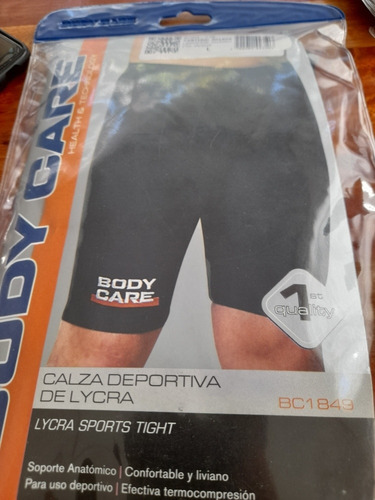 BODY CARE
HEALTH & TECHNOLOGY
BODY
CARE
1st
quality
CALZA DEPORTIVA
DE LYCRA
BC1849
LYCRA SPORTS TIGHT
Soporte Anatómico | Confortable y liviano
Para uso deportivo | Efectiva termocompresión